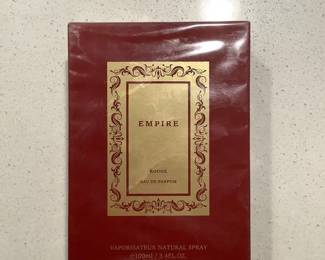 EMPIRE
ROUGE
EAU DE PARFUM
VAPORISATEUR NATURAL SPRAY
℮100ml / 3.4FL.OZ.